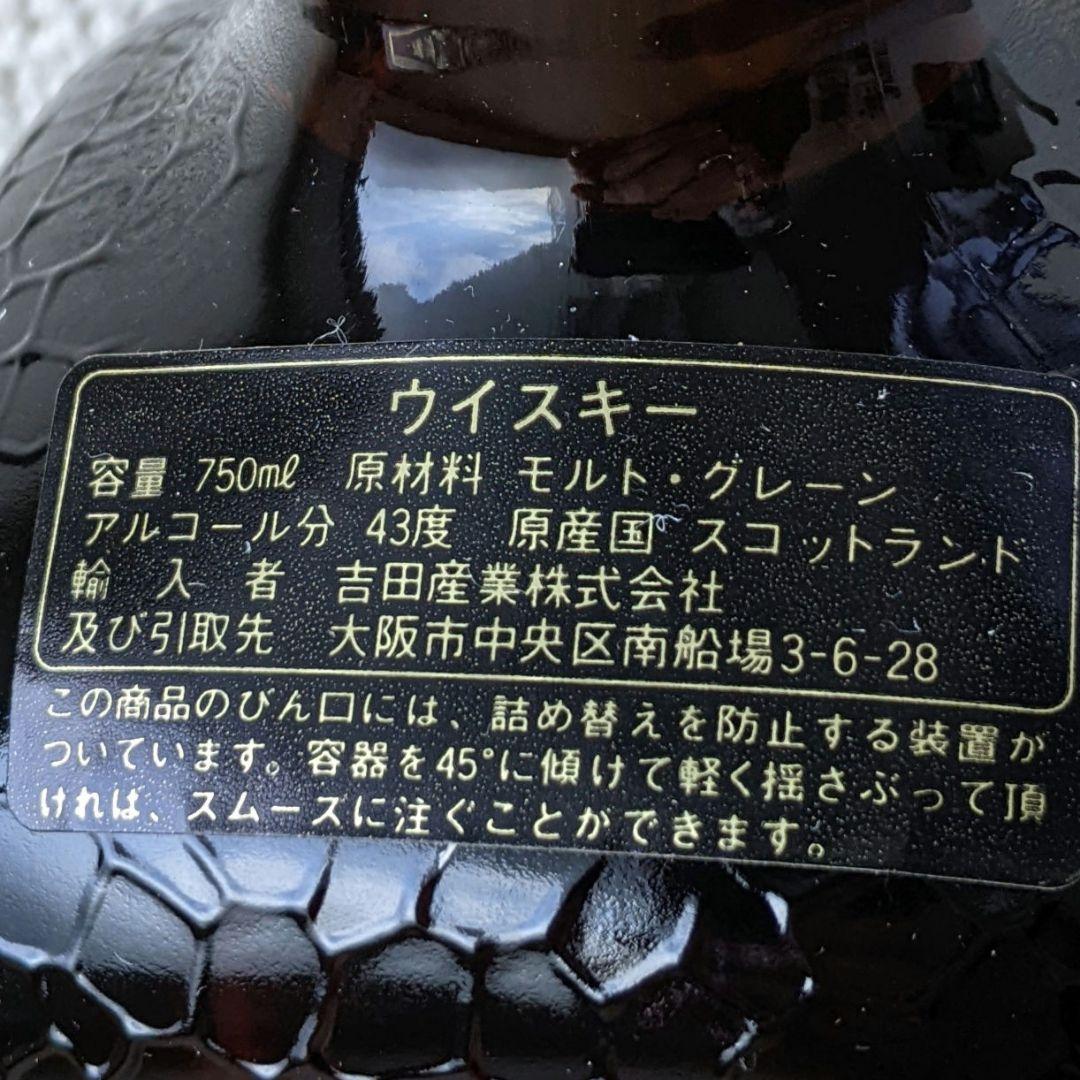 ウイスキー
容量 750ml 原材料 モルト・グレーン
アルコール分 43度 原産国 スコットランド
輸入者 吉田産業株式会社
及び引取先 大阪市中央区南船場3-6-28
この商品のびん口には、詰め替えを防止する装置が
ついています。容器を45°に傾けて軽く揺さぶって頂
ければ、スムースに注ぐことができます。